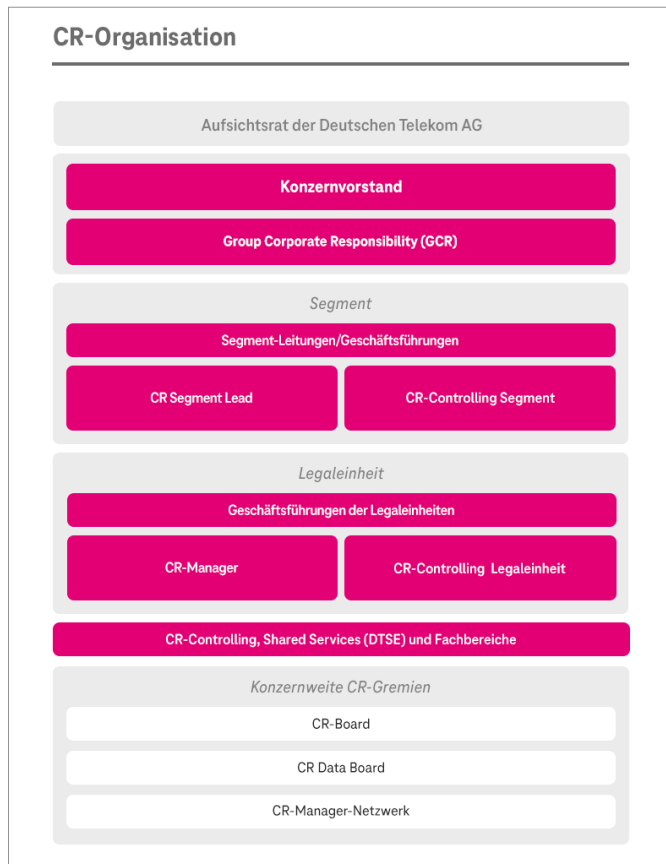 CR-Organisation
Aufsichtsrat der Deutschen Telekom AG
Konzernvorstand
Group Corporate Responsibility (GCR)
Segment
Segment-Leitungen/Geschäftsführungen
CR Segment Lead
CR-Controlling Segment
Legaleinheit
Geschäftsführungen der Legaleinheiten
CR-Manager
CR-Controlling Legaleinheit
CR-Controlling, Shared Services (DTSE) und Fachbereiche
Konzernweite CR-Gremien
CR-Board
CR Data Board
CR-Manager-Netzwerk